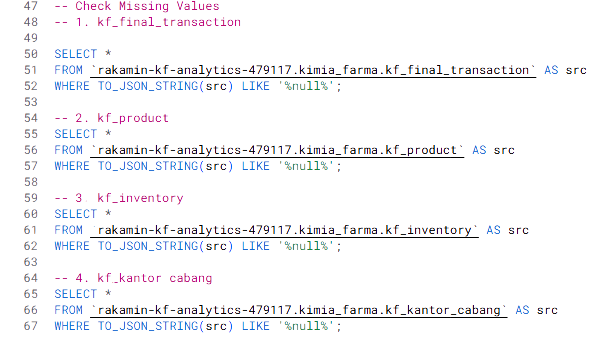 47 -- Check Missing Values
48 -- 1. kf_final_transaction
49
50 SELECT *
51 FROM `rakamin-kf-analytics-479117.kimia_farma.kf_final_transaction` AS src
52 WHERE TO_JSON_STRING(src) LIKE '%null%';
53
54 -- 2. kf_product
55 SELECT *
56 FROM `rakamin-kf-analytics-479117.kimia_farma.kf_product` AS src
57 WHERE TO_JSON_STRING(src) LIKE '%null%';
58
59 -- 3  kf_inventory
60 SELECT *
61 FROM `rakamin-kf-analytics-479117.kimia_farma.kf_inventory` AS src
62 WHERE TO_JSON_STRING(src) LIKE '%null%';
63
64 -- 4. kf_kantor cabang
65 SELECT *
66 FROM `rakamin-kf-analytics-479117.kimia_farma.kf_kantor_cabang` AS src
67 WHERE TO_JSON_STRING(src) LIKE '%null%';